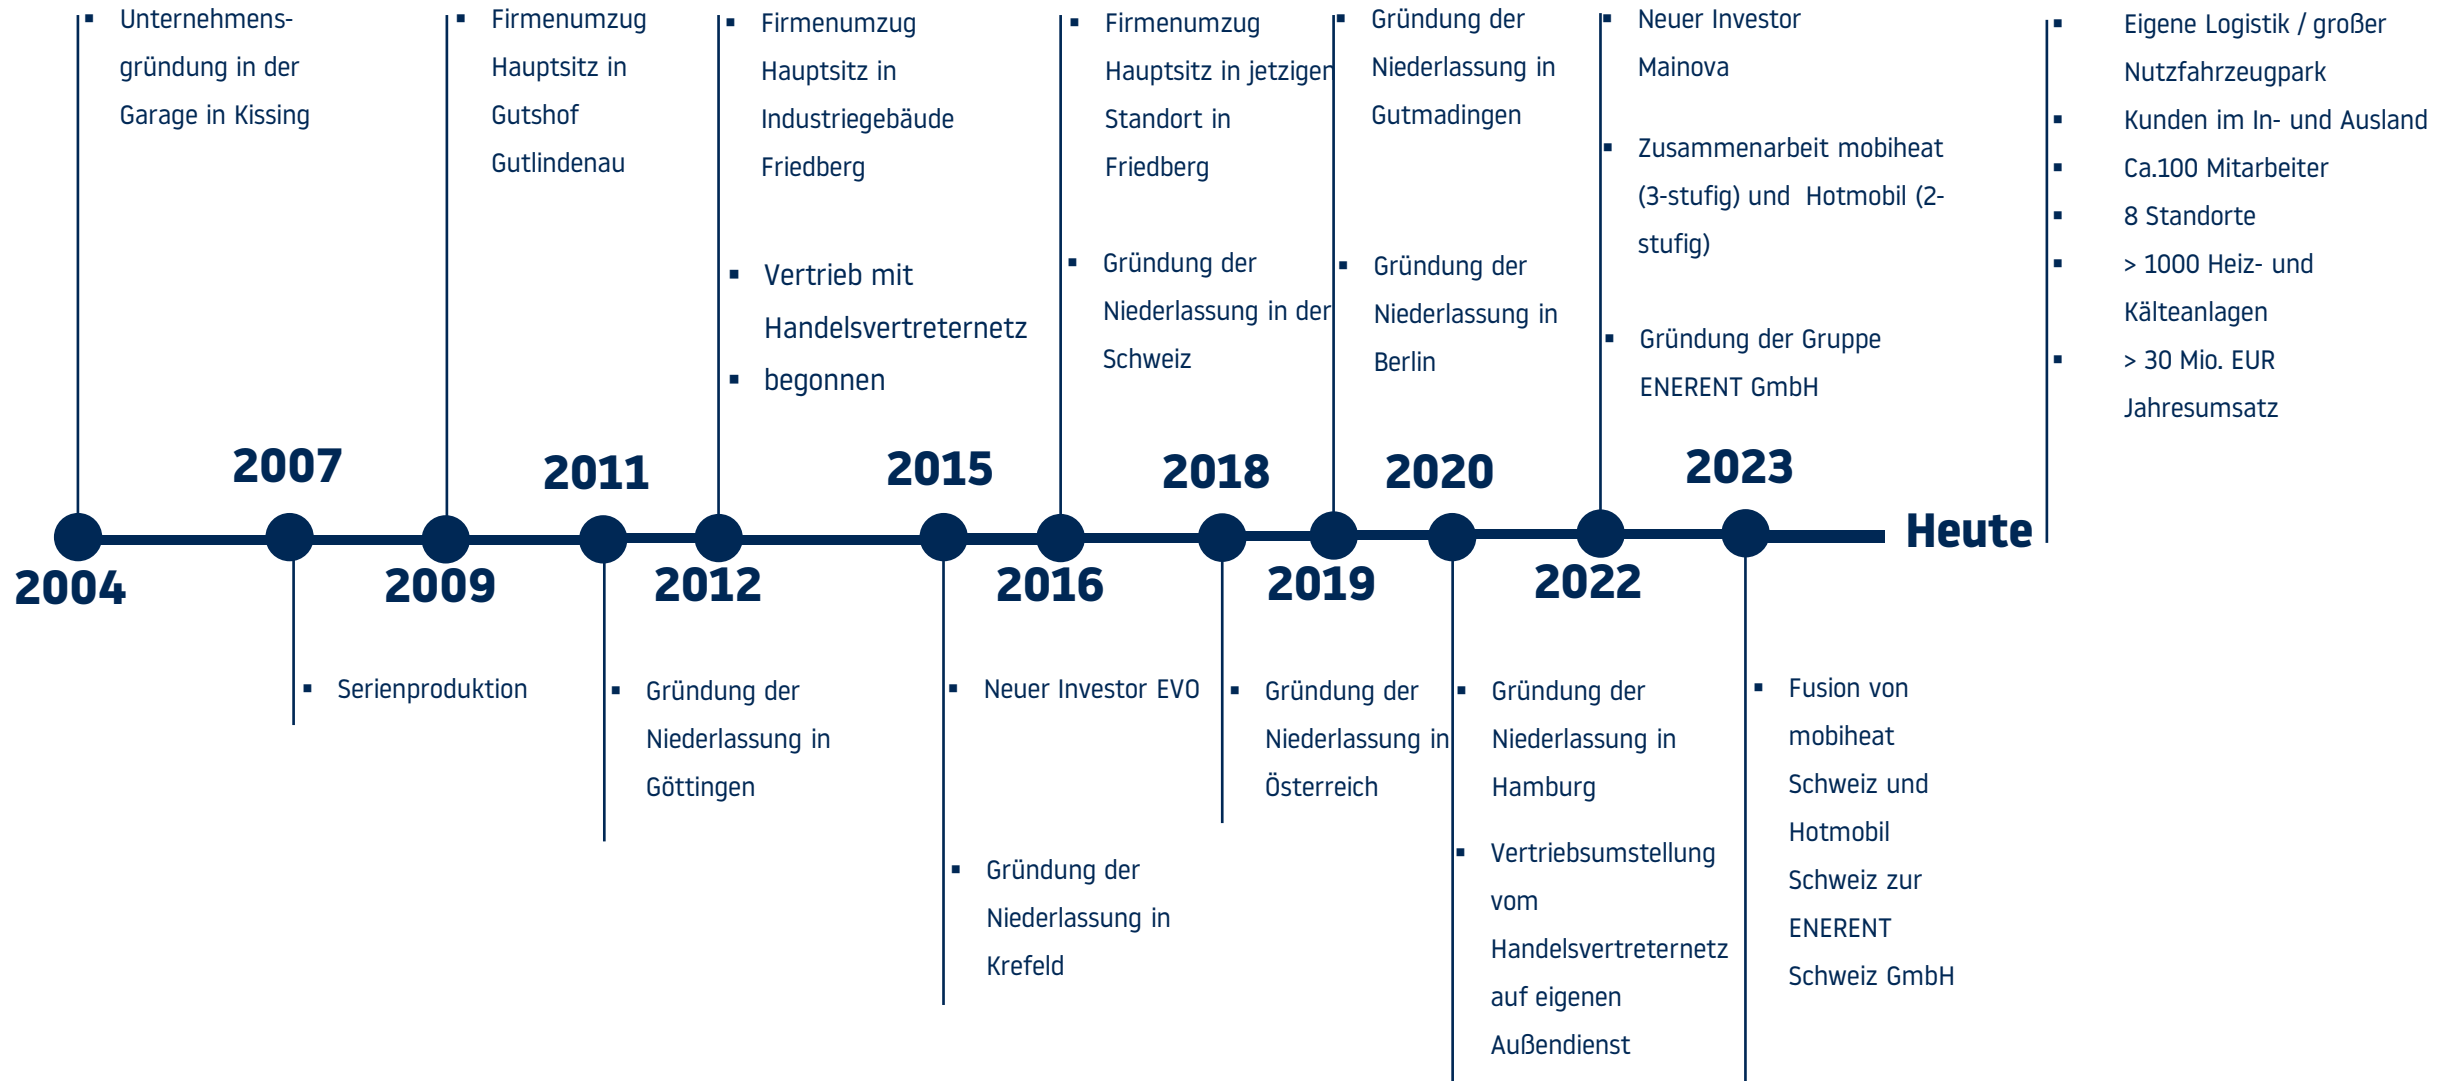 Unternehmens-
gründung in der
Garage in Kissing
Firmenumzug
Hauptsitz in
Gutshof
Gutlindenau
Firmenumzug
Hauptsitz in
Industriegebäude
Friedberg
Vertrieb mit
Handelsvertreternetz
begonnen
Firmenumzug
Hauptsitz in jetzigen
Standort in
Friedberg
Gründung der
Niederlassung in der
Schweiz
Gründung der
Niederlassung in
Gutmadingen
Gründung der
Niederlassung in
Berlin
Neuer Investor
Mainova
Zusammenarbeit mobiheat
(3-stufig) und  Hotmobil (2-
stufig)
Gründung der Gruppe
ENERENT GmbH
Eigene Logistik / großer
Nutzfahrzeugpark
Kunden im In- und Ausland
Ca.100 Mitarbeiter
8 Standorte
> 1000 Heiz- und
Kälteanlagen
> 30 Mio. EUR
Jahresumsatz
2007
2011
2015
2018
2020
2023
Heute
2004
2009
2012
2016
2019
2022
Serienproduktion
Gründung der
Niederlassung in
Göttingen
Neuer Investor EVO
Gründung der
Niederlassung in
Krefeld
Gründung der
Niederlassung in
Österreich
Gründung der
Niederlassung in
Hamburg
Vertriebsumstellung
vom
Handelsvertreternetz
auf eigenen
Außendienst
Fusion von
mobiheat
Schweiz und
Hotmobil
Schweiz zur
ENERENT
Schweiz GmbH